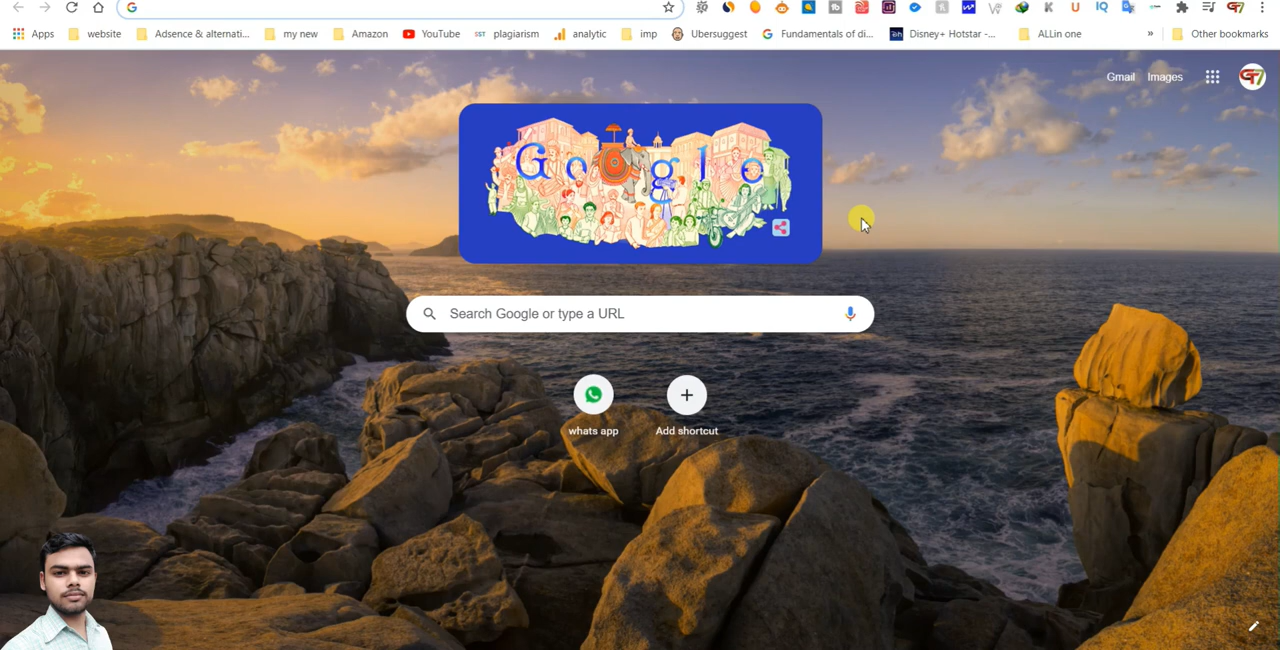 Apps website Adsence & alternati... my new Amazon YouTube SST plagiarism analytic imp Ubersuggest Fundamentals of di... Disney+ Hotstar -... ALLin one » Other bookmarks
Gmail Images
Google
Search Google or type a URL
whats app Add shortcut